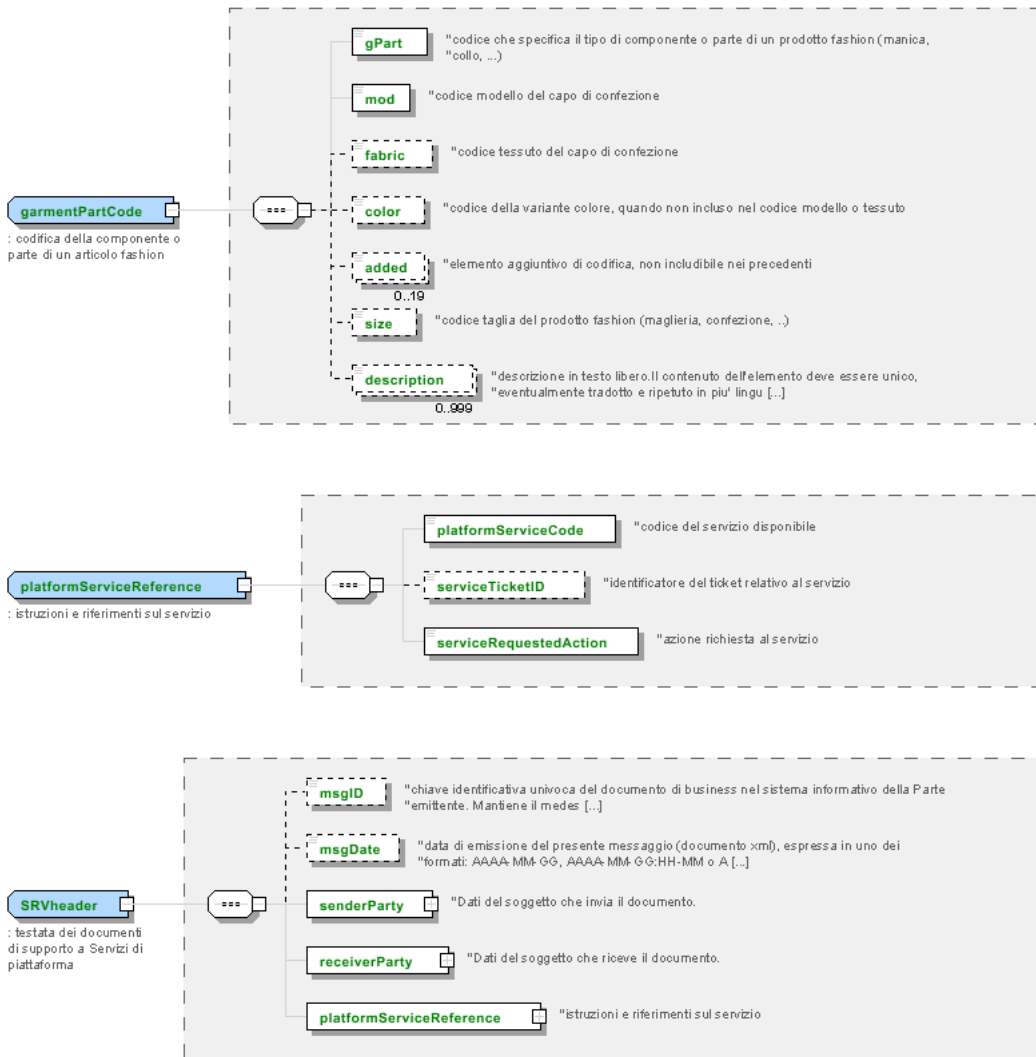 gPart
"codice che specifica il tipo di componente o parte di un prodotto fashion (manica,
"collo, ...)
mod
"codice modello del capo di confezione
fabric
"codice tessuto del capo di confezione
garmentPartCode
: codifica della componente o
parte di un articolo fashion
color
"codice della variante colore, quando non incluso nel codice modello o tessuto
added
"elemento aggiuntivo di codifica, non includibile nei precedenti
0..19
size
"codice taglia del prodotto fashion (maglieria, confezione, ..)
description
"descrizione in testo libero.Il contenuto dell'elemento deve essere unico,
"eventualmente tradotto e ripetuto in piu' lingu [...]
0..999
platformServiceCode
"codice del servizio disponibile
platformServiceReference
: istruzioni e riferimenti sul servizio
serviceTicketID
"identificatore del ticket relativo al servizio
serviceRequestedAction
"azione richiesta al servizio
msgID
"chiave identificativa univoca del documento di business nel sistema informativo della Parte
"emittente. Mantiene il medes [...]
msgDate
"data di emissione del presente messaggio (documento xml), espressa in uno dei
"formati: AAAA-MM-GG, AAAA-MM-GG:HH-MM o A [...]
SRVheader
: testata dei documenti
di supporto a Servizi di
piattaforma
senderParty
"Dati del soggetto che invia il documento.
receiverParty
"Dati del soggetto che riceve il documento.
platformServiceReference
"istruzioni e riferimenti sul servizio